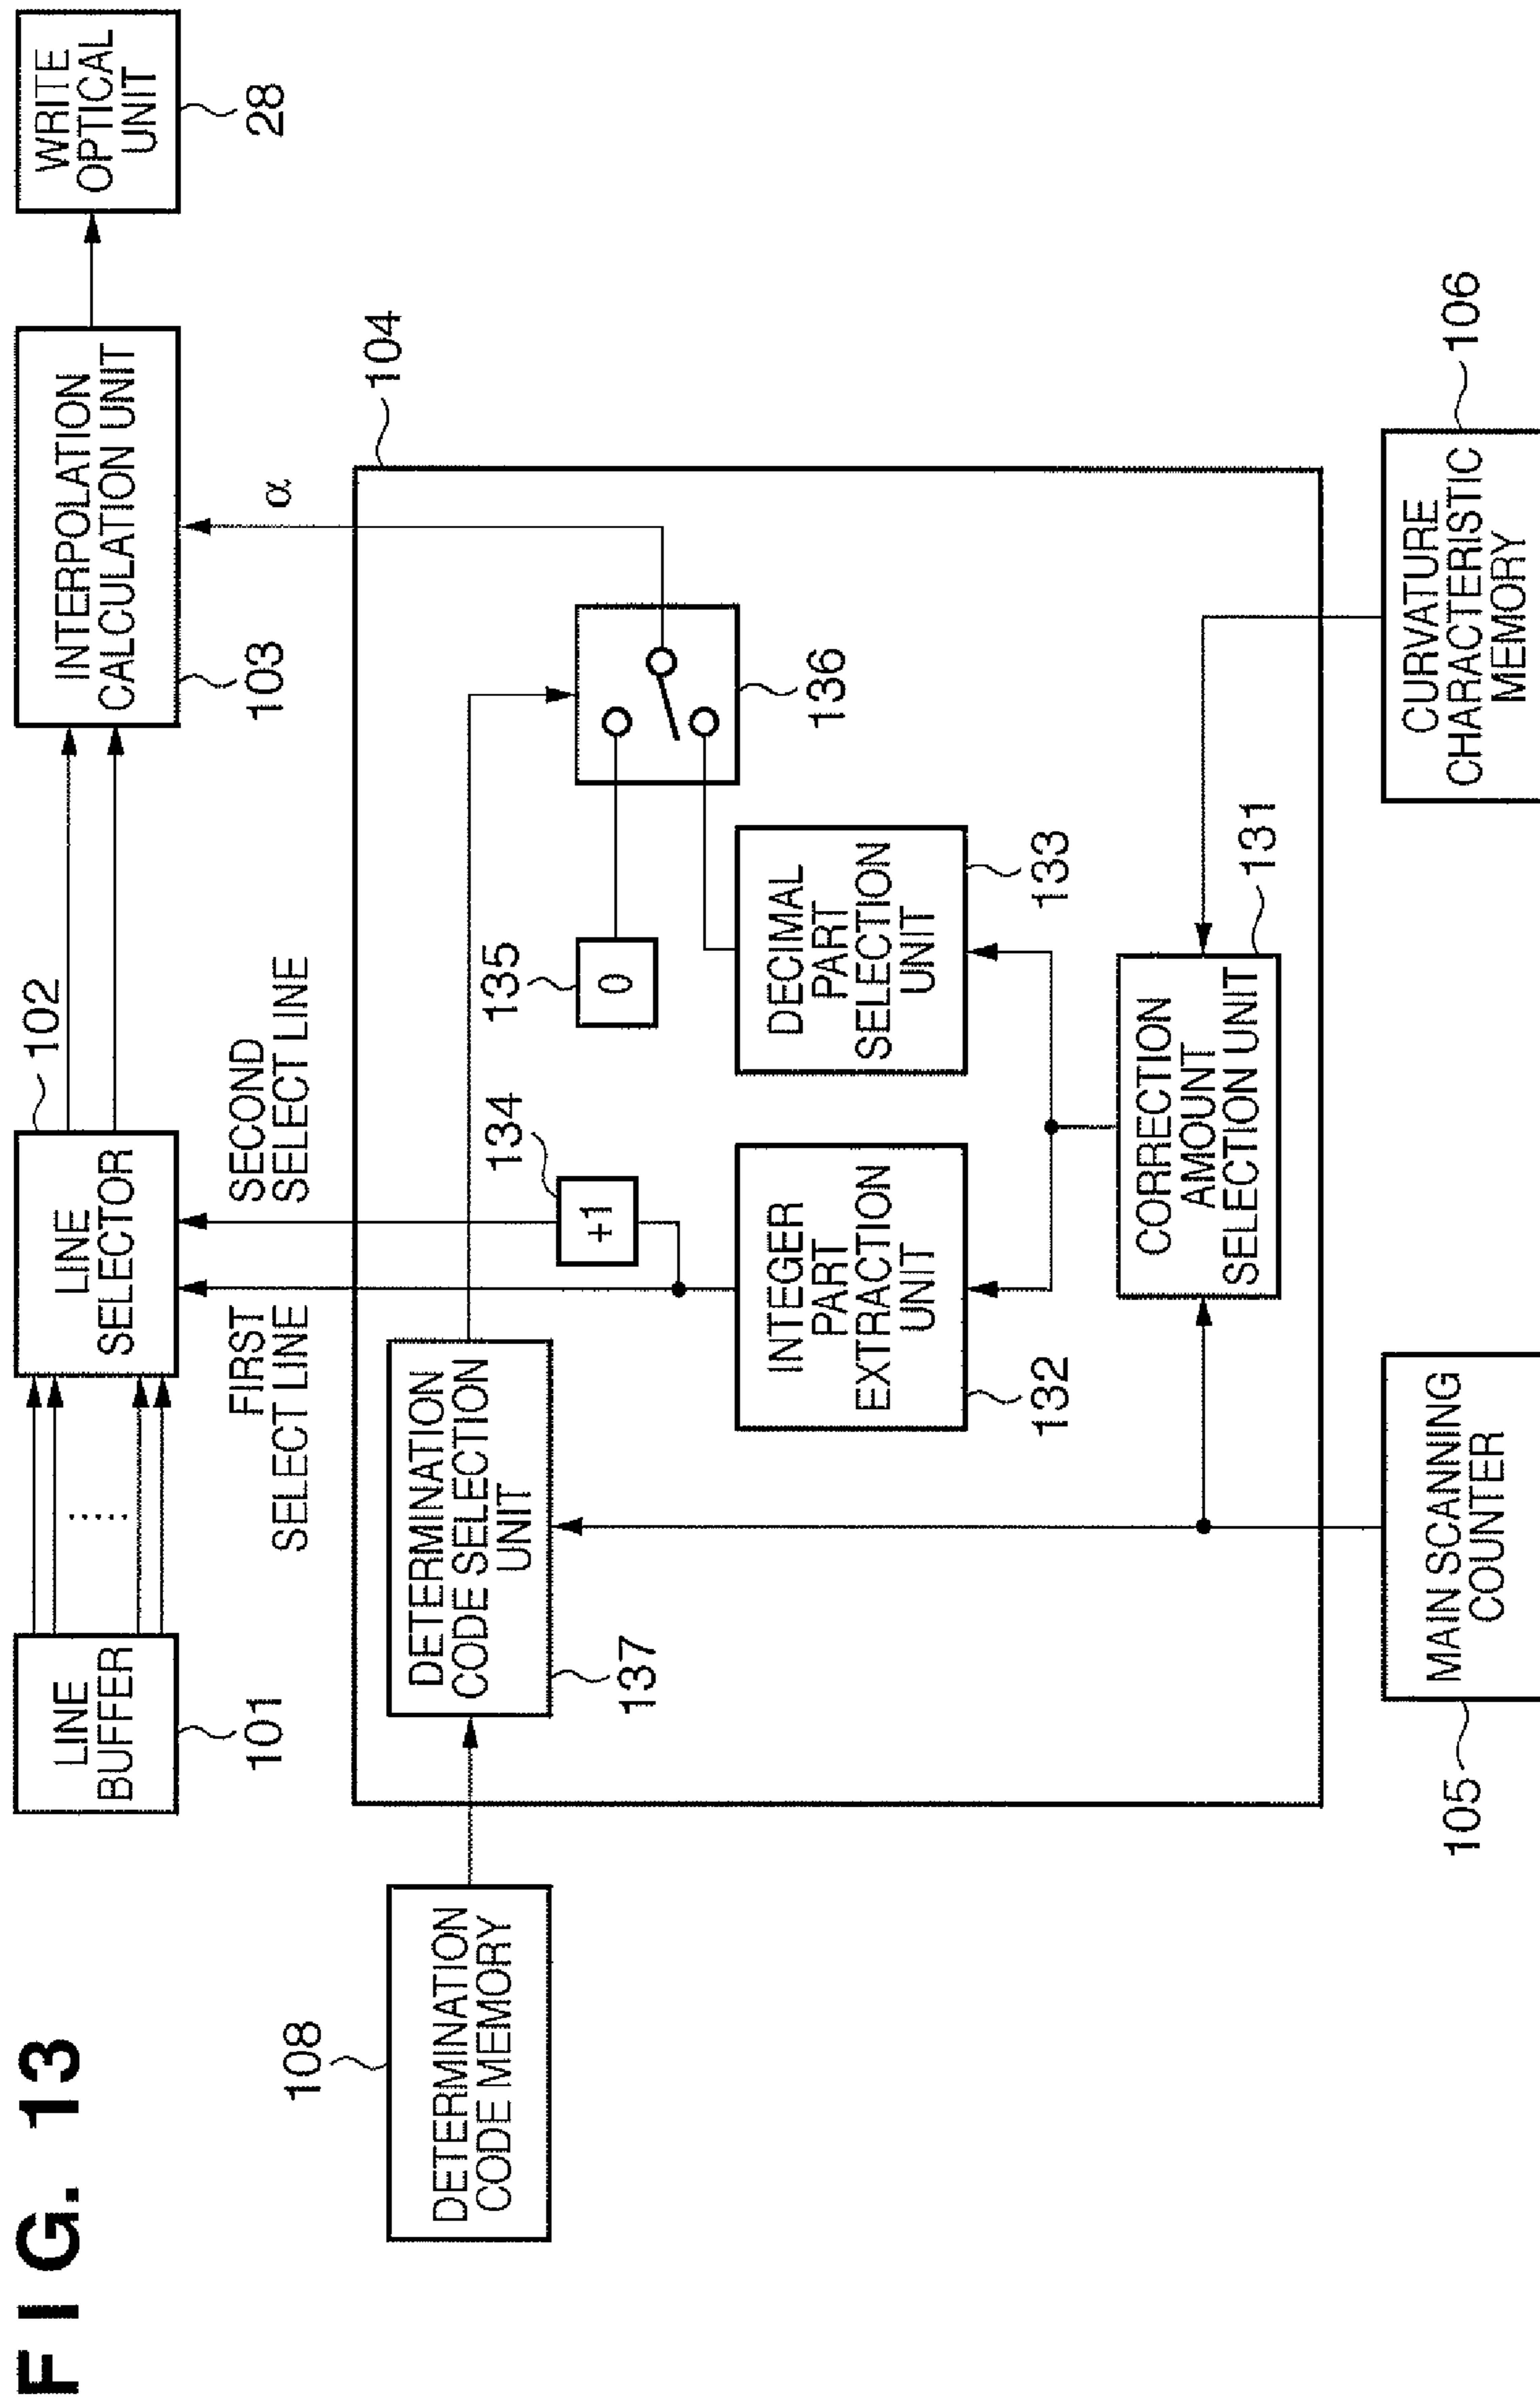 FIG. 13
LINE
BUFFER
101
LINE
SELECTOR
102
INTERPOLATION
CALCULATION UNIT
103
WRITE
OPTICAL
UNIT
28
FIRST
SELECT LINE
SECOND
SELECT LINE
α
104
108
DETERMINATION
CODE MEMORY
DETERMINATION
CODE SELECTION
UNIT
137
134
+1
135
0
136
INTEGER
PART
EXTRACTION
UNIT
132
DECIMAL
PART
SELECTION
UNIT
133
CORRECTION
AMOUNT
SELECTION UNIT
131
105
MAIN SCANNING
COUNTER
CURVATURE
CHARACTERISTIC
MEMORY
106